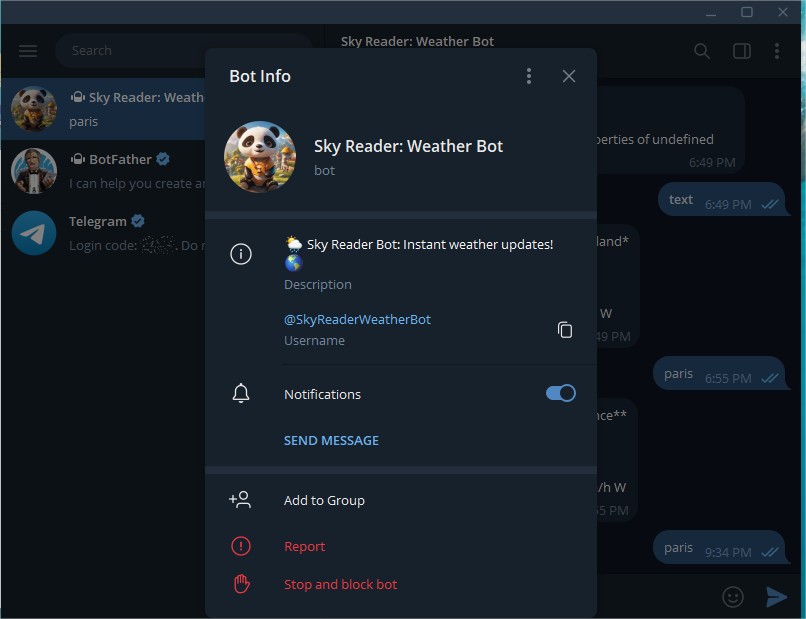 Search
Sky Reader: Weather Bot
Sky Reader: Weath
paris
BotFather
I can help you create ar
Telegram
Login code: . Do n
Bot Info
Sky Reader: Weather Bot
bot
Sky Reader Bot: Instant weather updates!
Description
@SkyReaderWeatherBot
Username
Notifications
SEND MESSAGE
Add to Group
Report
Stop and block bot
perties of undefined
6:49 PM
text 6:49 PM
land*
W
49 PM
paris 6:55 PM
nce**
/h W
55 PM
paris 9:34 PM